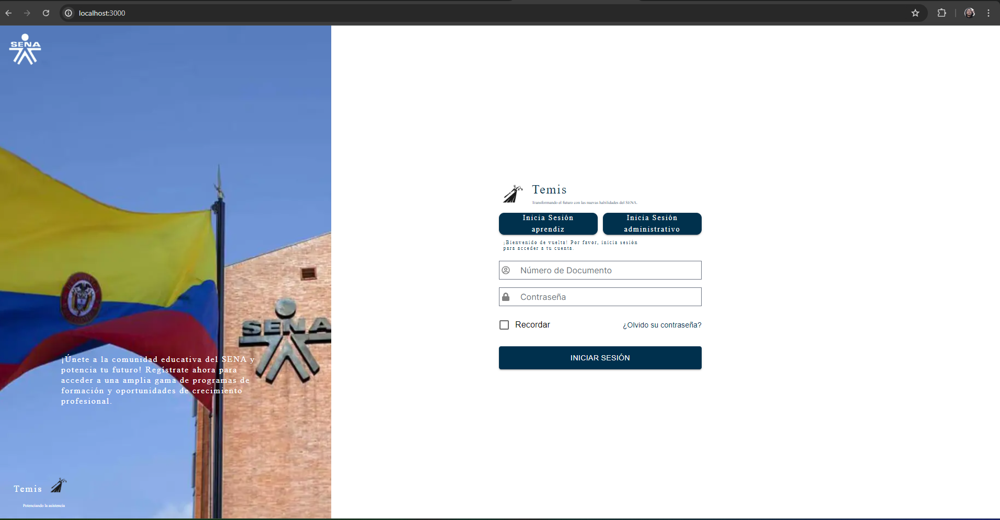 localhost:3000
SENA
SENA
¡Únete a la comunidad educativa del SENA y
potencia tu futuro! Regístrate ahora para
acceder a una amplia gama de programas de
formación y oportunidades de crecimiento
profesional.
Temis
Potenciando la asistencia
Temis
Transformando el futuro con las nuevas habilidades del SENA.
Inicia Sesión
aprendiz
Inicia Sesión
administrativo
¡Bienvenido de vuelta! Por favor, inicia sesión
para acceder a tu cuenta.
Número de Documento
Contraseña
Recordar
¿Olvido su contraseña?
INICIAR SESIÓN